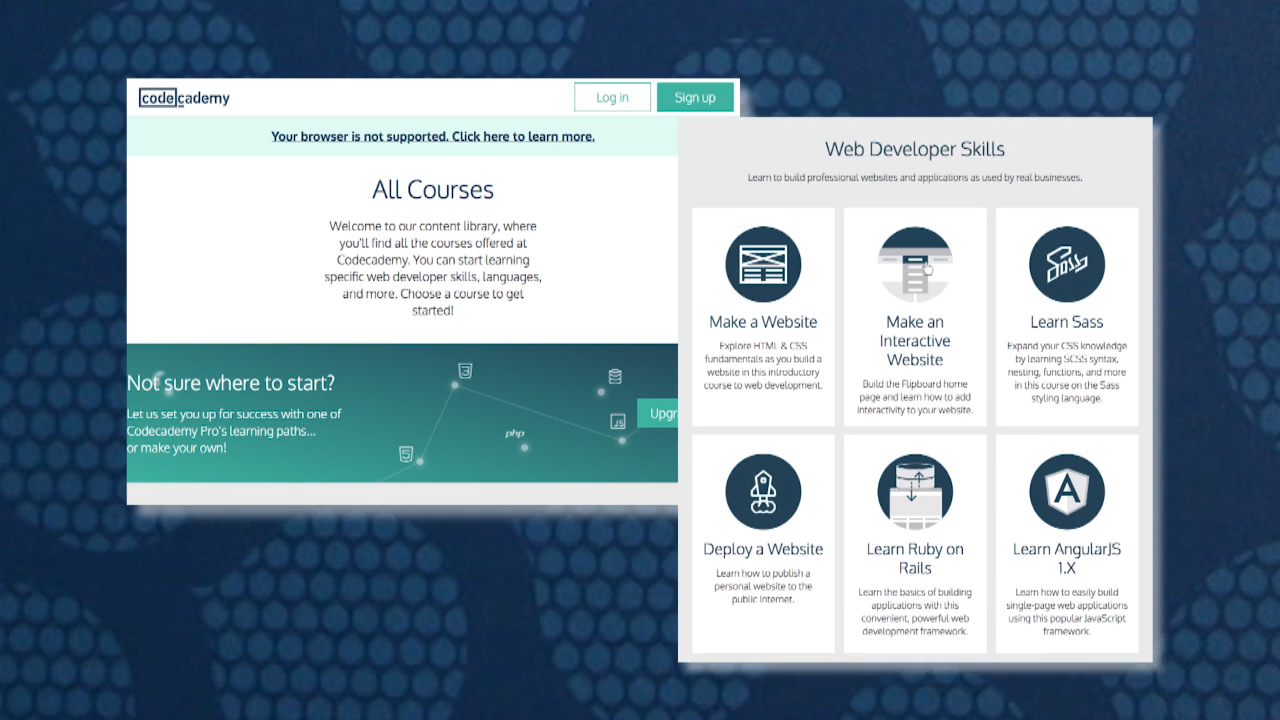 codecademy
Log in
Sign up
Your browser is not supported. Click here to learn more.
All Courses
Welcome to our content library, where
you'll find all the courses offered at
Codecademy. You can start learning
specific web developer skills, languages,
and more. Choose a course to get
started!
Not sure where to start?
Let us set you up for success with one of
Codecademy Pro's learning paths...
or make your own!
3
JS
php
5
Upgr
Web Developer Skills
Learn to build professional websites and applications as used by real businesses.
Make a Website
Explore HTML & CSS
fundamentals as you build a
website in this introductory
course to web development.
Make an
Interactive
Website
Build the Flipboard home
page and learn how to add
interactivity to your website.
Sass
Learn Sass
Expand your CSS knowledge
by learning SCSS syntax,
nesting, functions, and more
in this course on the Sass
styling language.
Deploy a Website
Learn how to publish a
personal website to the
public internet.
Learn Ruby on
Rails
Learn the basics of building
applications with this
convenient, powerful web
development framework.
A
Learn AngularJS
1.X
Learn how to easily build
single-page web applications
using this popular JavaScript
framework.